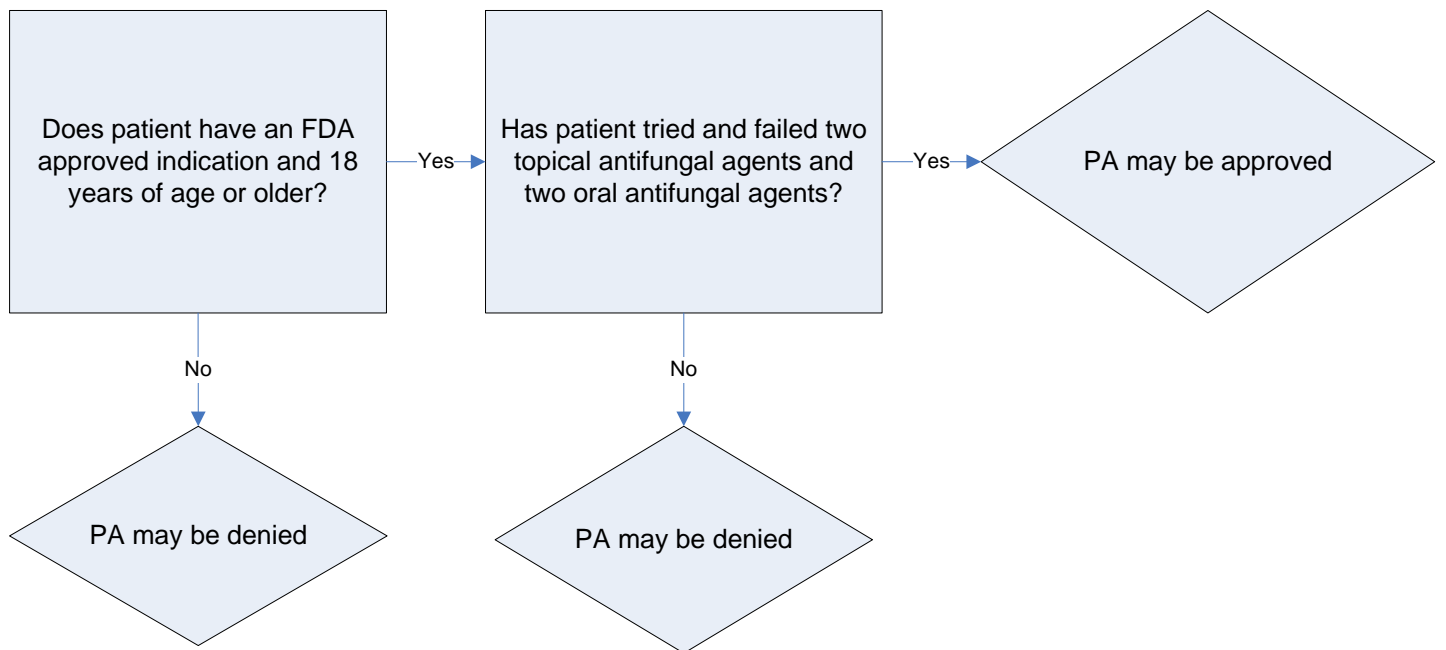 Does patient have an FDA
approved indication and 18
years of age or older?
Yes
Has patient tried and failed two
topical antifungal agents and
two oral antifungal agents?
Yes
PA may be approved
No
No
PA may be denied
PA may be denied